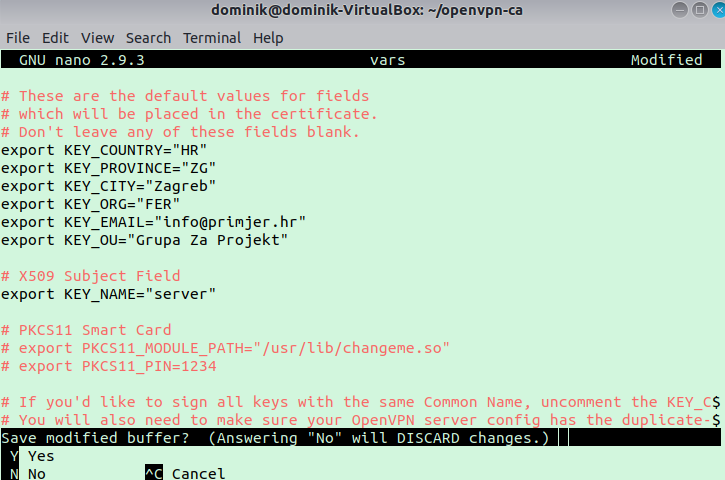 dominik@dominik-VirtualBox: ~/openvpn-ca
File Edit View Search Terminal Help
GNU nano 2.9.3 vars Modified
# These are the default values for fields
# which will be placed in the certificate.
# Don't leave any of these fields blank.
export KEY_COUNTRY="HR"
export KEY_PROVINCE="ZG"
export KEY_CITY="Zagreb"
export KEY_ORG="FER"
export KEY_EMAIL="info@primjer.hr"
export KEY_OU="Grupa Za Projekt"
# X509 Subject Field
export KEY_NAME="server"
# PKCS11 Smart Card
# export PKCS11_MODULE_PATH="/usr/lib/changeme.so"
# export PKCS11_PIN=1234
# If you'd like to sign all keys with the same Common Name, uncomment the KEY_C$
# You will also need to make sure your OpenVPN server config has the duplicate-$
Save modified buffer? (Answering "No" will DISCARD changes.)
Y Yes
N No ^C Cancel